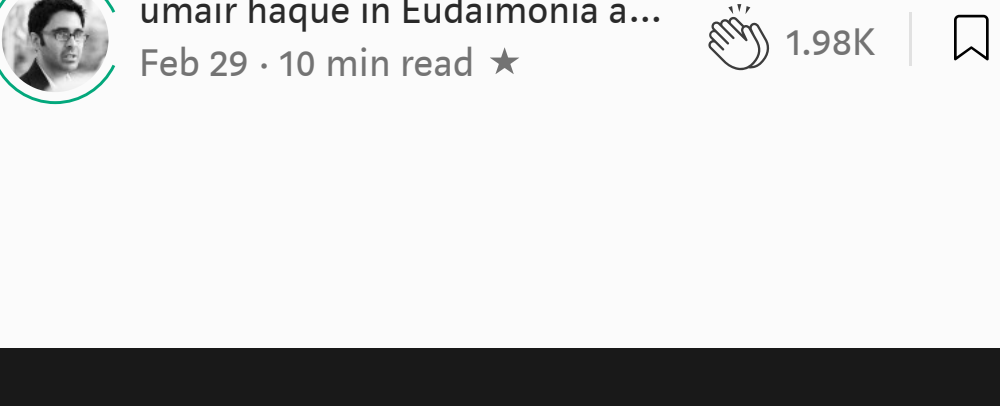 umair haque in Eudaimonia a...
Feb 29 · 10 min read ★
1.98K